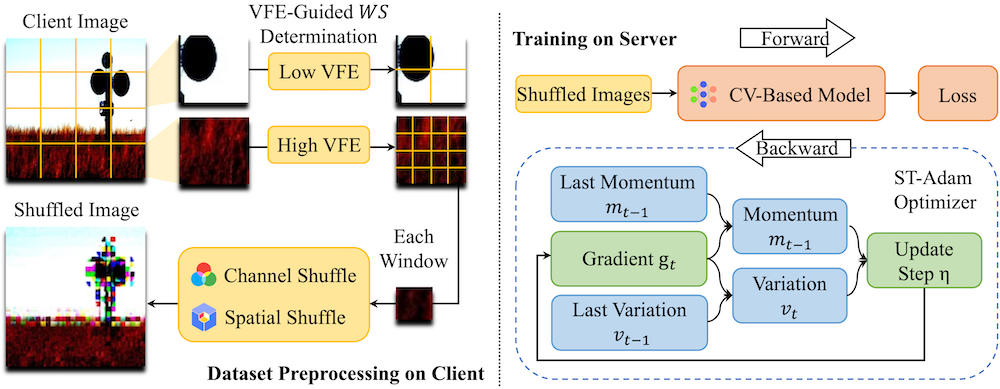 Client Image
VFE-Guided WS
Determination
Low VFE
High VFE
Shuffled Image
Each
Window
Channel Shuffle
Spatial Shuffle
Dataset Preprocessing on Client
Training on Server
Forward
Shuffled Images
CV-Based Model
Loss
Backward
ST-Adam
Optimizer
Last Momentum
m_{t−1}
Gradient g_t
Last Variation
v_{t−1}
Momentum
m_{t−1}
Variation
v_t
Update
Step η